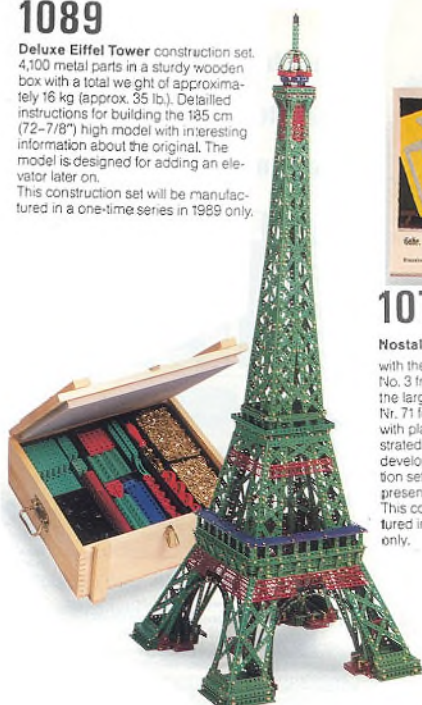 1089
Deluxe Eiffel Tower construction set.
4,100 metal parts in a sturdy wooden
box with a total we ght of approxima-
tely 16 kg (approx. 35 lb.). Detailled
instructions for building the 185 cm
(72–7/8") high model with interesting
information about the original. The
model is designed for adding an ele-
vator later on.
This construction set will be manufac-
tured in a one-time series in 1989 only.
Gebr.
10
Nostal
with the
No. 3 fr
the larg
Nr. 71 f
with pla
strated
develo
tion set
presen
This co
tured in
only.